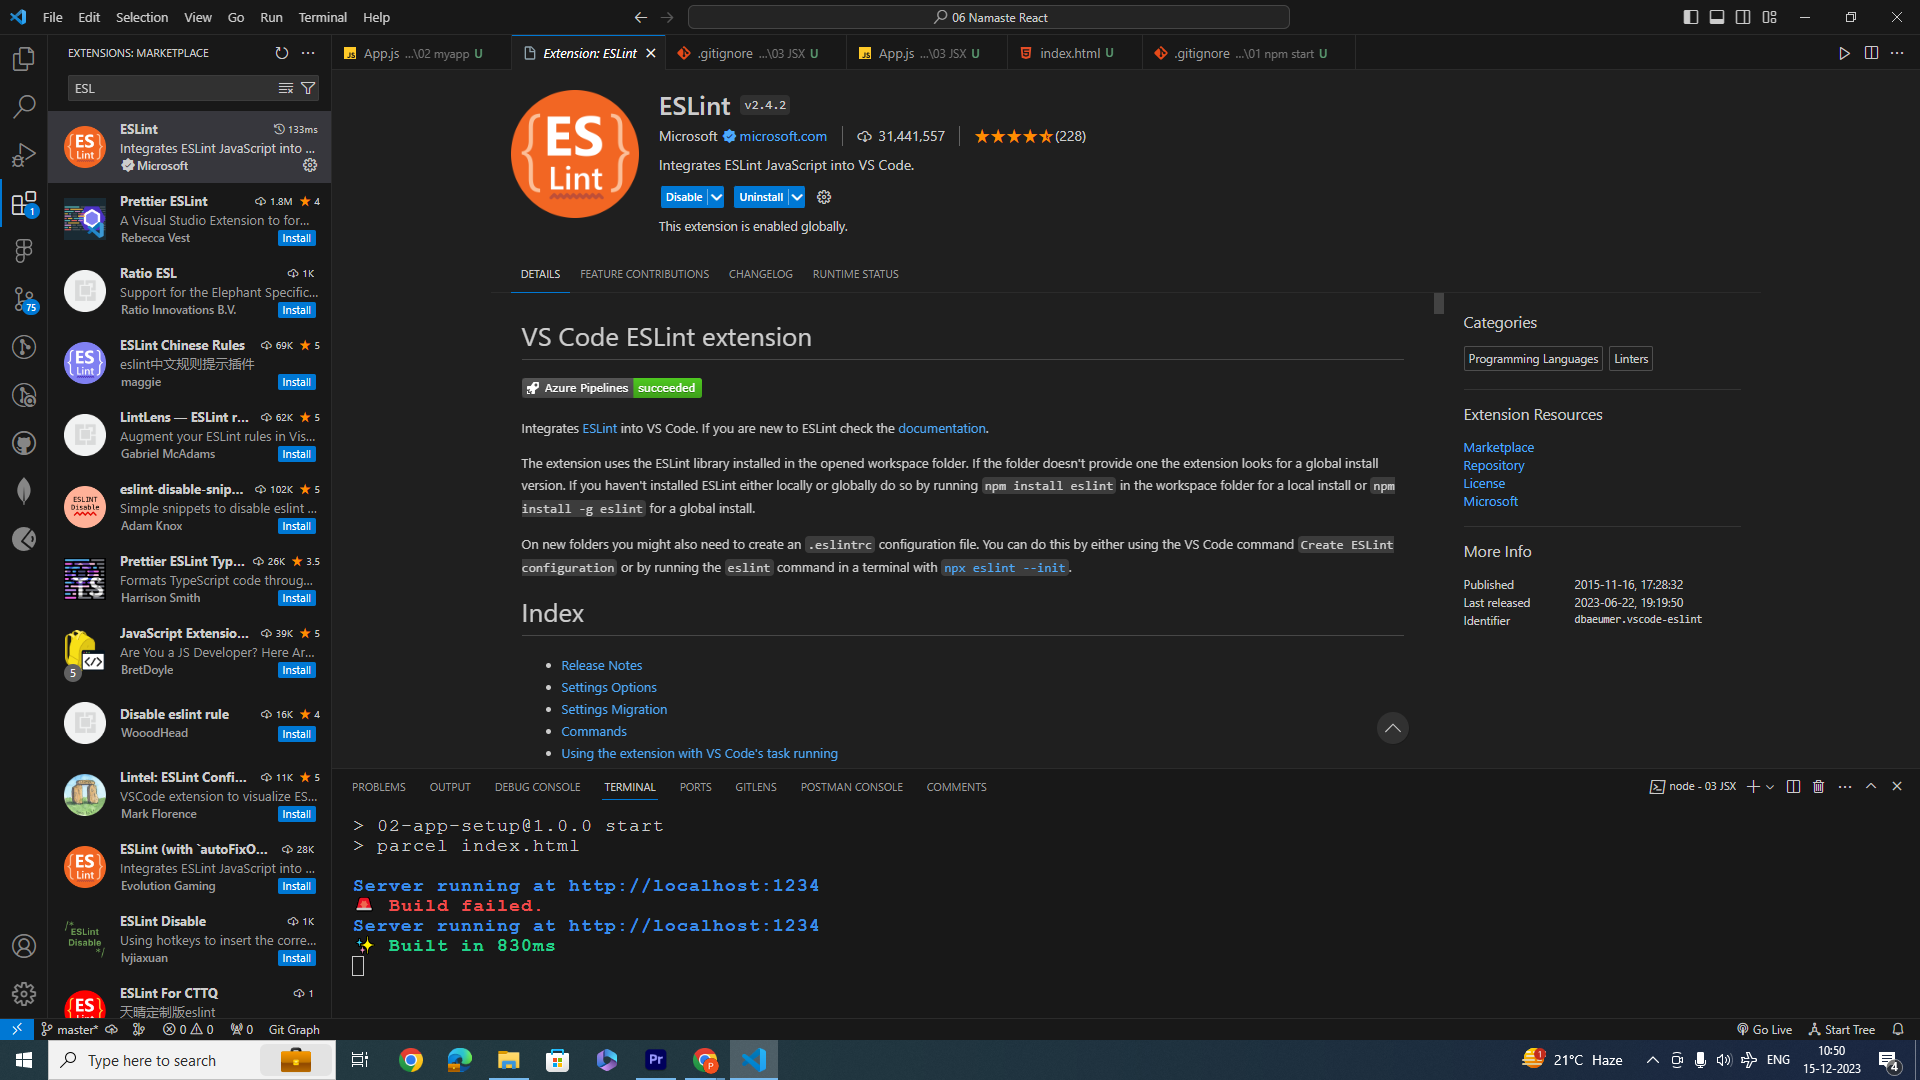 File Edit Selection View Go Run Terminal Help
06 Namaste React
EXTENSIONS: MARKETPLACE
ESL
ESLint 133ms
Integrates ESLint JavaScript into ...
Microsoft
Prettier ESLint 1.8M 4
A Visual Studio Extension to for...
Rebecca Vest Install
Ratio ESL 1K
Support for the Elephant Specific...
Ratio Innovations B.V. Install
ESLint Chinese Rules 69K 5
eslint中文规则提示插件
maggie Install
LintLens — ESLint r... 62K 5
Augment your ESLint rules in Vis...
Gabriel McAdams Install
eslint-disable-snip... 102K 5
Simple snippets to disable eslint ...
Adam Knox Install
Prettier ESLint Typ... 26K 3.5
Formats TypeScript code throug...
Harrison Smith Install
JavaScript Extensio... 39K 5
Are You a JS Developer? Here Ar...
BretDoyle Install
5
Disable eslint rule 16K 4
WooodHead Install
Lintel: ESLint Confi... 11K 5
VSCode extension to visualize ES...
Mark Florence Install
ESLint (with `autoFixO... 28K
Integrates ESLint JavaScript into ...
Evolution Gaming Install
ESLint Disable 1K
Using hotkeys to insert the corre...
lvjiaxuan Install
ESLint For CTTQ 1
天晴定制版eslint
1
75
App.js ...\02 myapp U
Extension: ESLint
.gitignore ...\03 JSX U
App.js ...\03 JSX U
index.html U
.gitignore ...\01 npm start U
{ES Lint}
ESLint v2.4.2
Microsoft microsoft.com 31,441,557 (228)
Integrates ESLint JavaScript into VS Code.
Disable Uninstall
This extension is enabled globally.
DETAILS FEATURE CONTRIBUTIONS CHANGELOG RUNTIME STATUS
VS Code ESLint extension
Azure Pipelines succeeded
Integrates ESLint into VS Code. If you are new to ESLint check the documentation.
The extension uses the ESLint library installed in the opened workspace folder. If the folder doesn't provide one the extension looks for a global install
version. If you haven't installed ESLint either locally or globally do so by running npm install eslint in the workspace folder for a local install or npm
install -g eslint for a global install.
On new folders you might also need to create an .eslintrc configuration file. You can do this by either using the VS Code command Create ESLint
configuration or by running the eslint command in a terminal with npx eslint --init.
Index
Release Notes
Settings Options
Settings Migration
Commands
Using the extension with VS Code's task running
Categories
Programming Languages Linters
Extension Resources
Marketplace
Repository
License
Microsoft
More Info
Published 2015-11-16, 17:28:32
Last released 2023-06-22, 19:19:50
Identifier dbaeumer.vscode-eslint
PROBLEMS OUTPUT DEBUG CONSOLE TERMINAL PORTS GITLENS POSTMAN CONSOLE COMMENTS
node - 03 JSX
> 02-app-setup@1.0.0 start
> parcel index.html
Server running at http://localhost:1234
Build failed.
Server running at http://localhost:1234
Built in 830ms
master* 0 0 0 Git Graph
Go Live Start Tree
Type here to search
Pr
P
1 21°C Haze
ENG
10:50
15-12-2023
4